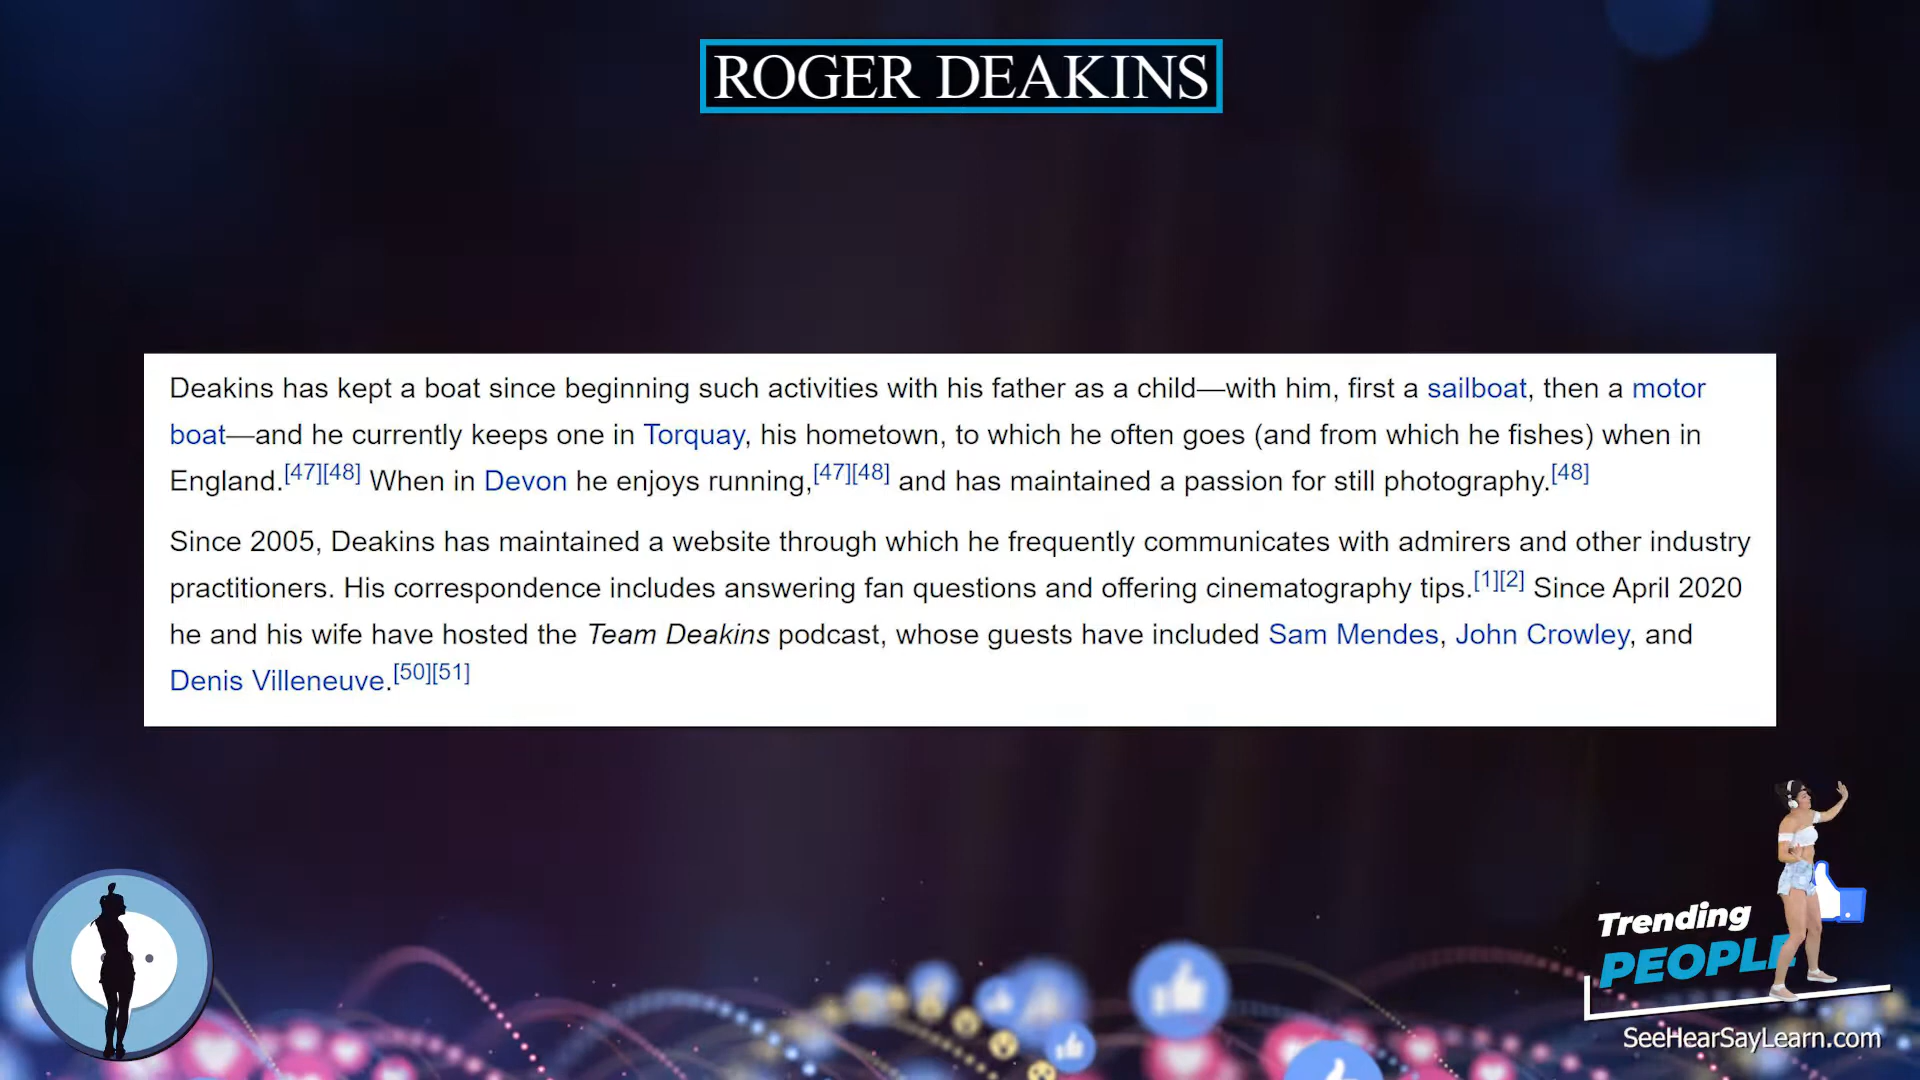 ROGER DEAKINS
Deakins has kept a boat since beginning such activities with his father as a child—with him, first a sailboat, then a motor
boat—and he currently keeps one in Torquay, his hometown, to which he often goes (and from which he fishes) when in
England.[47][48] When in Devon he enjoys running,[47][48] and has maintained a passion for still photography.[48]
Since 2005, Deakins has maintained a website through which he frequently communicates with admirers and other industry
practitioners. His correspondence includes answering fan questions and offering cinematography tips.[1][2] Since April 2020
he and his wife have hosted the Team Deakins podcast, whose guests have included Sam Mendes, John Crowley, and
Denis Villeneuve.[50][51]
Trending
PEOPLE
SeeHearSayLearn.com